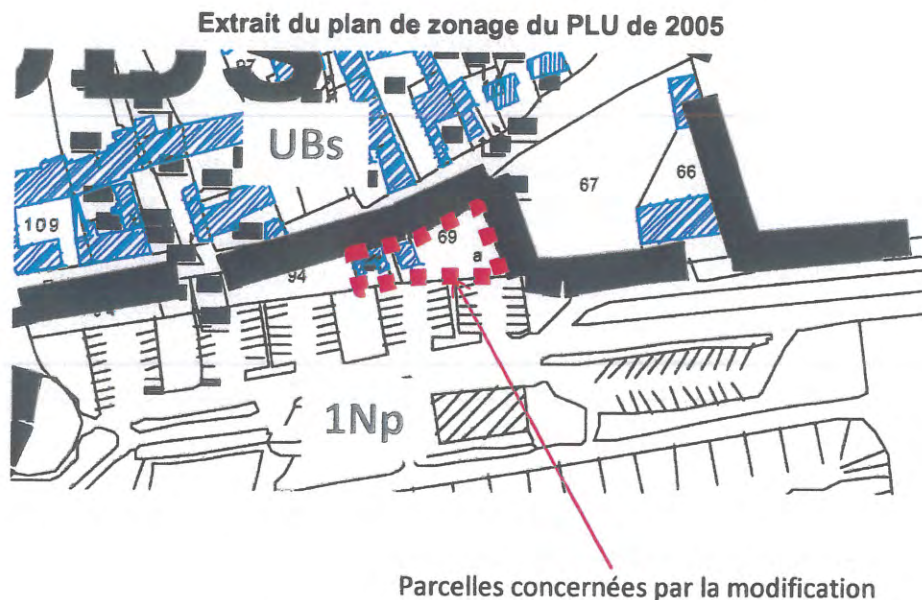 Extrait du plan de zonage du PLU de 2005
UBs
67
66
109
69
a
94
1Np
Parcelles concernées par la modification